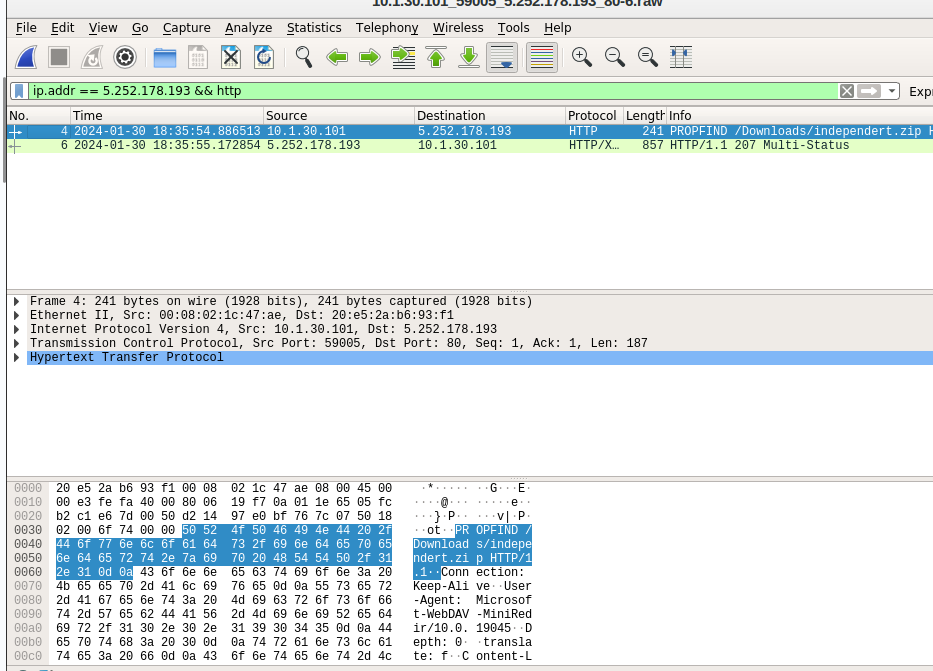 10.1.30.101_59005_5.252.178.193_80-6.raw
File Edit View Go Capture Analyze Statistics Telephony Wireless Tools Help
ip.addr == 5.252.178.193 && http
Expr
No. Time Source Destination Protocol Length Info
4 2024-01-30 18:35:54.886513 10.1.30.101 5.252.178.193 HTTP 241 PROPFIND /Downloads/independert.zip H
6 2024-01-30 18:35:55.172854 5.252.178.193 10.1.30.101 HTTP/X… 857 HTTP/1.1 207 Multi-Status
Frame 4: 241 bytes on wire (1928 bits), 241 bytes captured (1928 bits)
Ethernet II, Src: 00:08:02:1c:47:ae, Dst: 20:e5:2a:b6:93:f1
Internet Protocol Version 4, Src: 10.1.30.101, Dst: 5.252.178.193
Transmission Control Protocol, Src Port: 59005, Dst Port: 80, Seq: 1, Ack: 1, Len: 187
Hypertext Transfer Protocol
0000 20 e5 2a b6 93 f1 00 08 02 1c 47 ae 08 00 45 00 ·*····· ··G···E·
0010 00 e3 fe fa 40 00 80 06 19 f7 0a 01 1e 65 05 fc ····@··· ·····e··
0020 b2 c1 e6 7d 00 50 d2 14 97 e0 bf 76 7c 07 50 18 ···}·P·· ···v|·P·
0030 02 00 6f 74 00 00 50 52 4f 50 46 49 4e 44 20 2f ··ot··PR OPFIND /
0040 44 6f 77 6e 6c 6f 61 64 73 2f 69 6e 64 65 70 65 Download s/indepe
0050 6e 64 65 72 74 2e 7a 69 70 20 48 54 54 50 2f 31 ndert.zi p HTTP/1
0060 2e 31 0d 0a 43 6f 6e 6e 65 63 74 69 6f 6e 3a 20 .1··Conn ection:
0070 4b 65 65 70 2d 41 6c 69 76 65 0d 0a 55 73 65 72 Keep-Ali ve··User
0080 2d 41 67 65 6e 74 3a 20 4d 69 63 72 6f 73 6f 66 -Agent: Microsof
0090 74 2d 57 65 62 44 41 56 2d 4d 69 6e 69 52 65 64 t-WebDAV -MiniRed
00a0 69 72 2f 31 30 2e 30 2e 31 39 30 34 35 0d 0a 44 ir/10.0. 19045··D
00b0 65 70 74 68 3a 20 30 0d 0a 74 72 61 6e 73 6c 61 epth: 0· ·transla
00c0 74 65 3a 20 66 0d 0a 43 6f 6e 74 65 6e 74 2d 4c te: f··C ontent-L